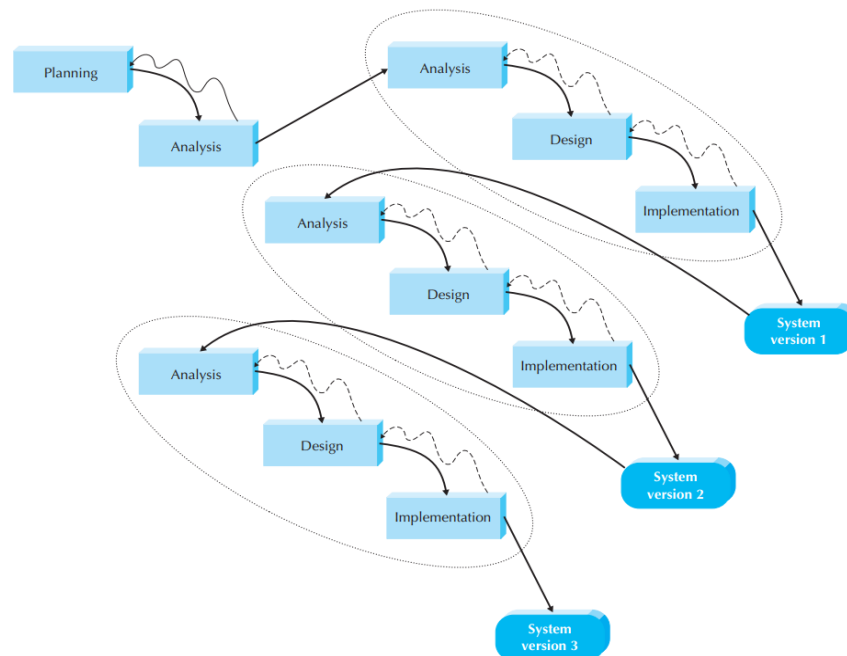 Planning
Analysis
Analysis
Design
Implementation
System
version 1
Analysis
Design
Implementation
System
version 2
Analysis
Design
Implementation
System
version 3